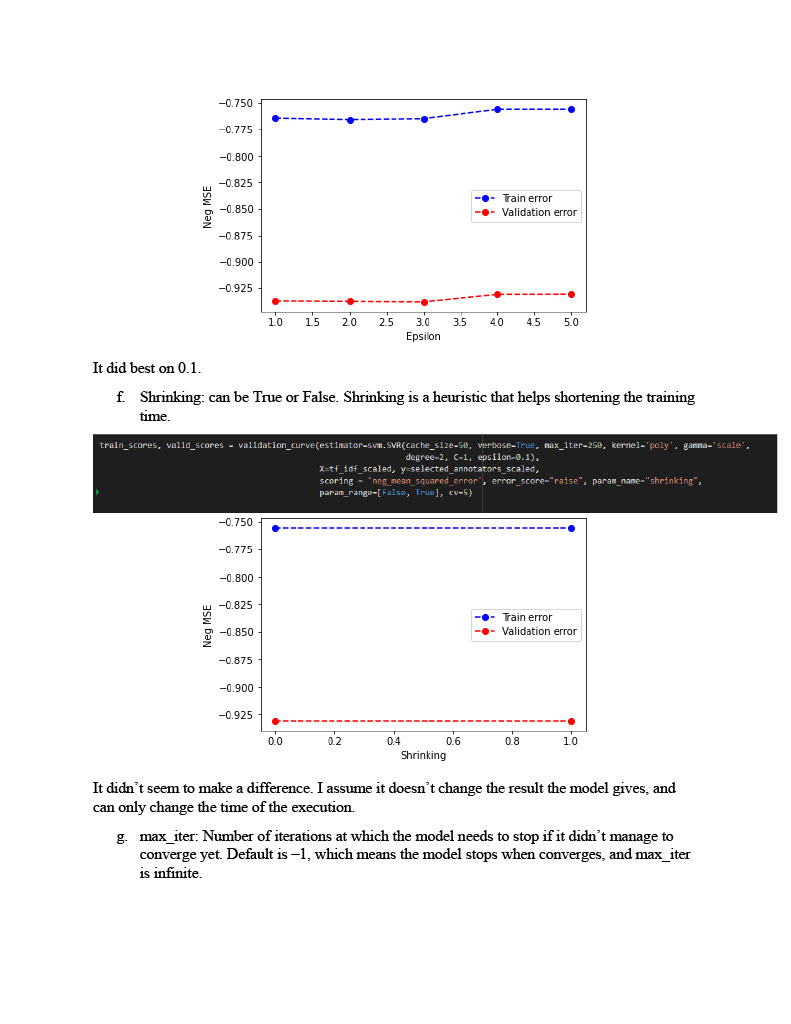 −0.750
−0.775
−0.800
−0.825
−0.850
−0.875
−0.900
−0.925
Neg MSE
Train error
Validation error
1.0 1.5 2.0 2.5 3.0 3.5 4.0 4.5 5.0
Epsilon
It did best on 0.1.
f. Shrinking: can be True or False. Shrinking is a heuristic that helps shortening the training
time.
train_scores, valid_scores = validation_curve(estimator=svm.SVR(cache_size=50, verbose=True, max_iter=250, kernel='poly', gamma='scale',
degree=2, C=1, epsilon=0.1),
X=tf_idf_scaled, y=selected_annotators_scaled,
scoring = 'neg_mean_squared_error', error_score="raise", param_name="shrinking",
param_range=[False, True], cv=5)
−0.750
−0.775
−0.800
−0.825
−0.850
−0.875
−0.900
−0.925
Neg MSE
Train error
Validation error
0.0 0.2 0.4 0.6 0.8 1.0
Shrinking
It didn't seem to make a difference. I assume it doesn't change the result the model gives, and
can only change the time of the execution.
g. max_iter: Number of iterations at which the model needs to stop if it didn't manage to
converge yet. Default is –1, which means the model stops when converges, and max_iter
is infinite.